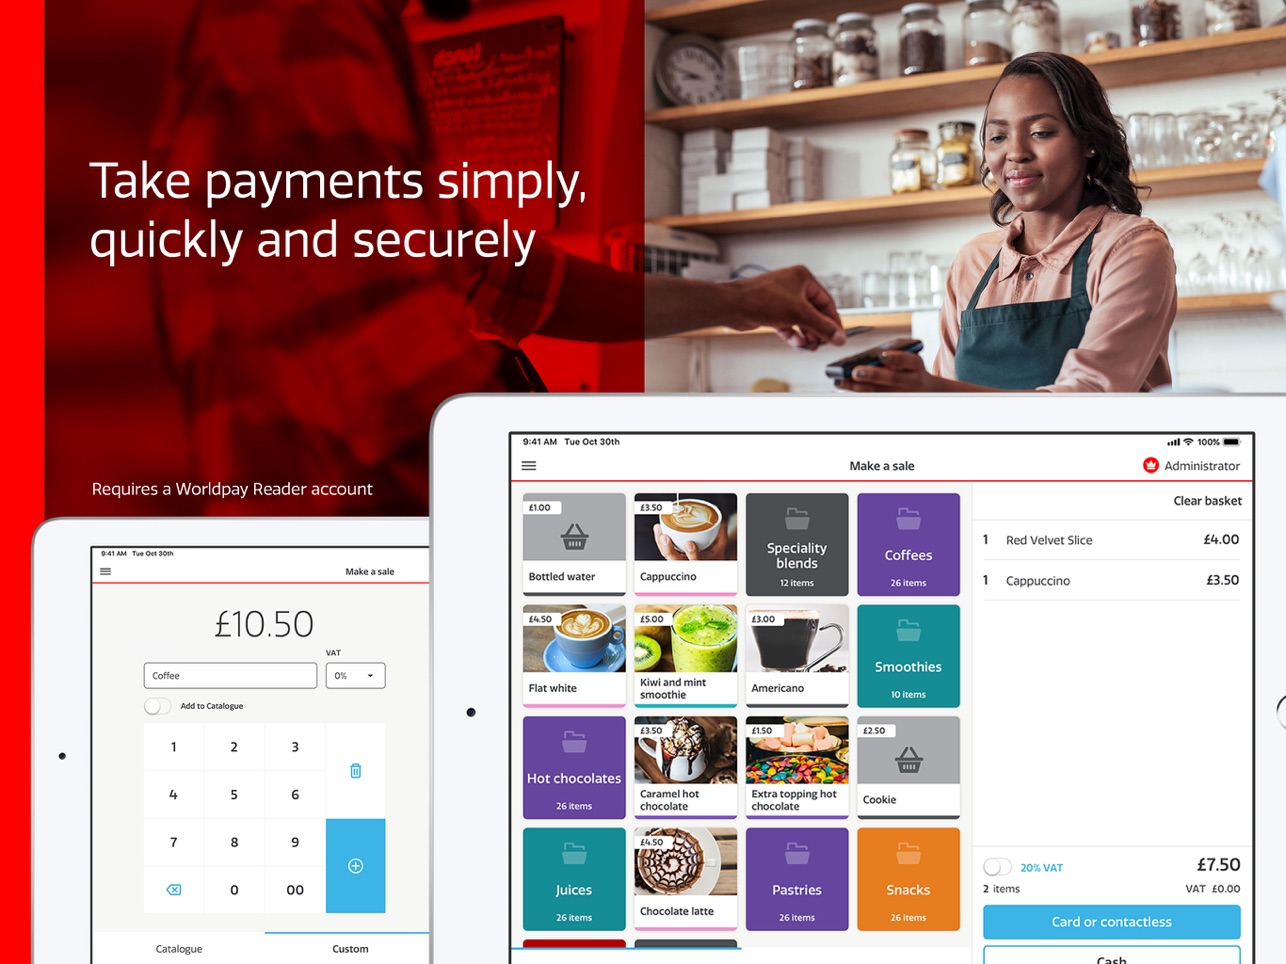 Take payments simply,
quickly and securely
Requires a Worldpay Reader account
9:41 AM Tue Oct 30th
Make a sale
£10.50
VAT
Coffee
0%
Add to Catalogue
1 2 3
4 5 6
7 8 9
0 00
Catalogue
Custom
9:41 AM Tue Oct 30th
100%
Make a sale
Administrator
£1.00
Bottled water
£3.50
Cappuccino
Speciality
blends
12 items
Coffees
26 items
£4.50
Flat white
£5.00
Kiwi and mint
smoothie
£3.00
Americano
Smoothies
10 items
Hot chocolates
26 items
£3.50
Caramel hot
chocolate
£1.50
Extra topping hot
chocolate
£2.50
Cookie
Juices
26 items
£4.50
Chocolate latte
Pastries
26 items
Snacks
26 items
Clear basket
1 Red Velvet Slice £4.00
1 Cappuccino £3.50
20% VAT
£7.50
2 items
VAT £0.00
Card or contactless
Cash